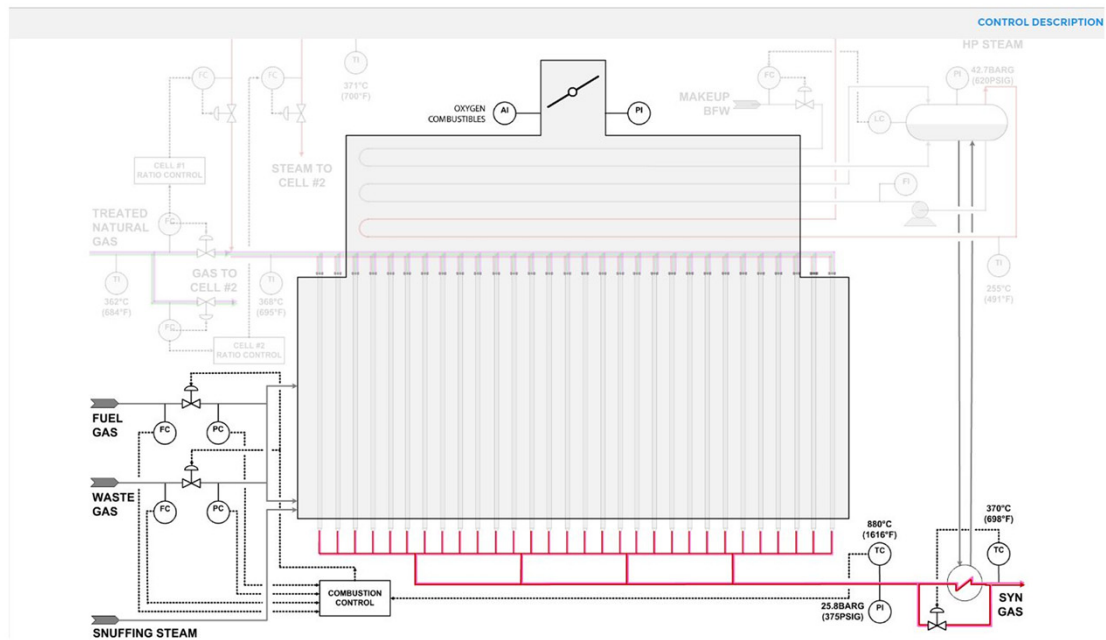 CONTROL DESCRIPTION
HP STEAM
TI
371°C
(700°F)
FC
FC
FC
PI
42.7BARG
(620PSIG)
OXYGEN
COMBUSTIBLES
AI
PI
MAKEUP
BFW
LC
CELL #1
RATIO CONTROL
STEAM TO
CELL #2
FI
TREATED
NATURAL
GAS
FC
TI
362°C
(684°F)
GAS TO
CELL #2
TI
368°C
(695°F)
TI
255°C
(491°F)
FC
CELL #2
RATIO CONTROL
FUEL
GAS
FC
PC
WASTE
GAS
FC
PC
880°C
(1616°F)
TC
370°C
(698°F)
TC
COMBUSTION
CONTROL
25.8BARG
(375PSIG)
PI
SYN
GAS
SNUFFING STEAM